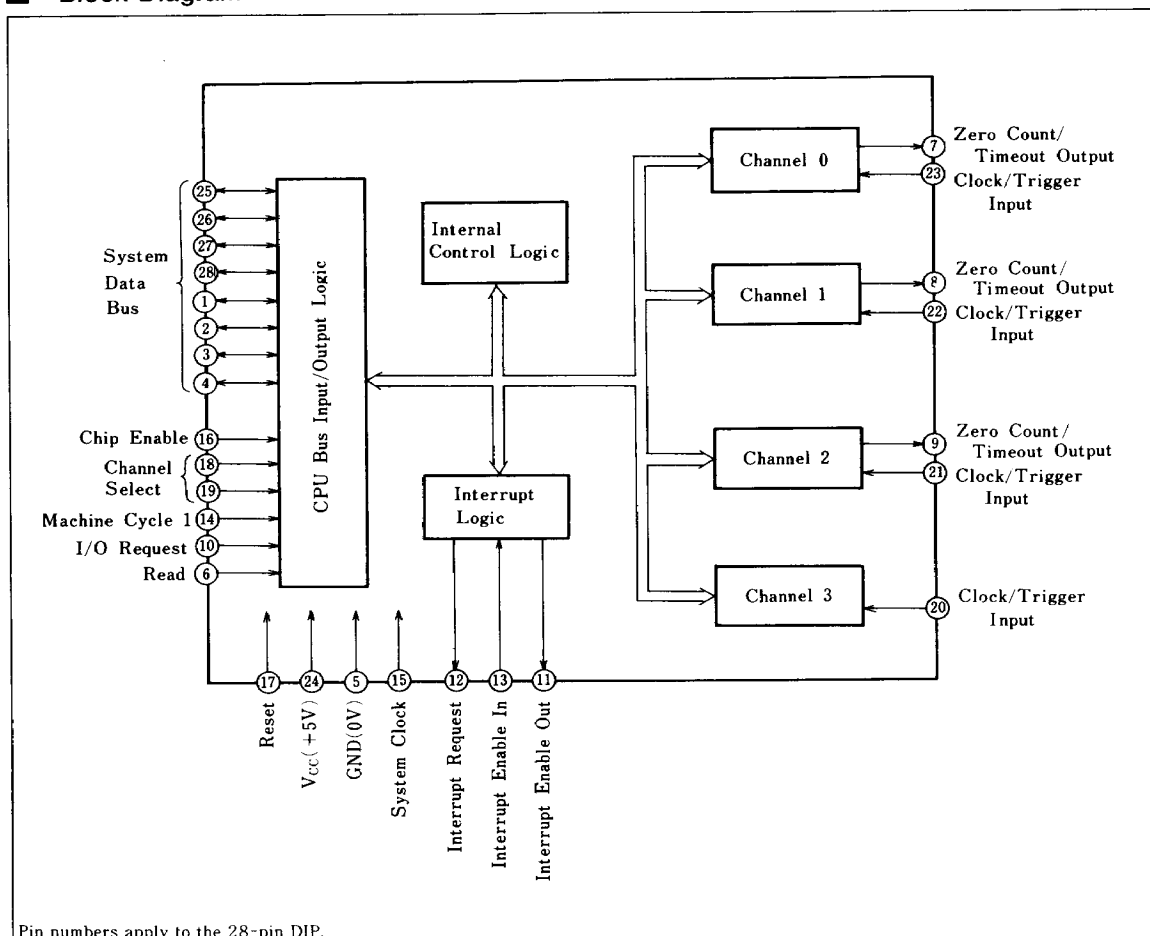 Block Diagram
25
26
27
28
1
2
3
4
System
Data
Bus
Chip Enable
16
Channel
Select
18
19
Machine Cycle 1
14
I/O Request
10
Read
6
CPU Bus Input/Output Logic
Internal
Control Logic
Interrupt
Logic
Channel 0
7
Zero Count/
Timeout Output
23
Clock/Trigger
Input
Channel 1
8
Zero Count/
Timeout Output
22
Clock/Trigger
Input
Channel 2
9
Zero Count/
Timeout Output
21
Clock/Trigger
Input
Channel 3
20
Clock/Trigger
Input
17
24
5
15
12
13
11
Reset
VCC(+5V)
GND(0V)
System Clock
Interrupt Request
Interrupt Enable In
Interrupt Enable Out
Pin numbers apply to the 28-pin DIP.